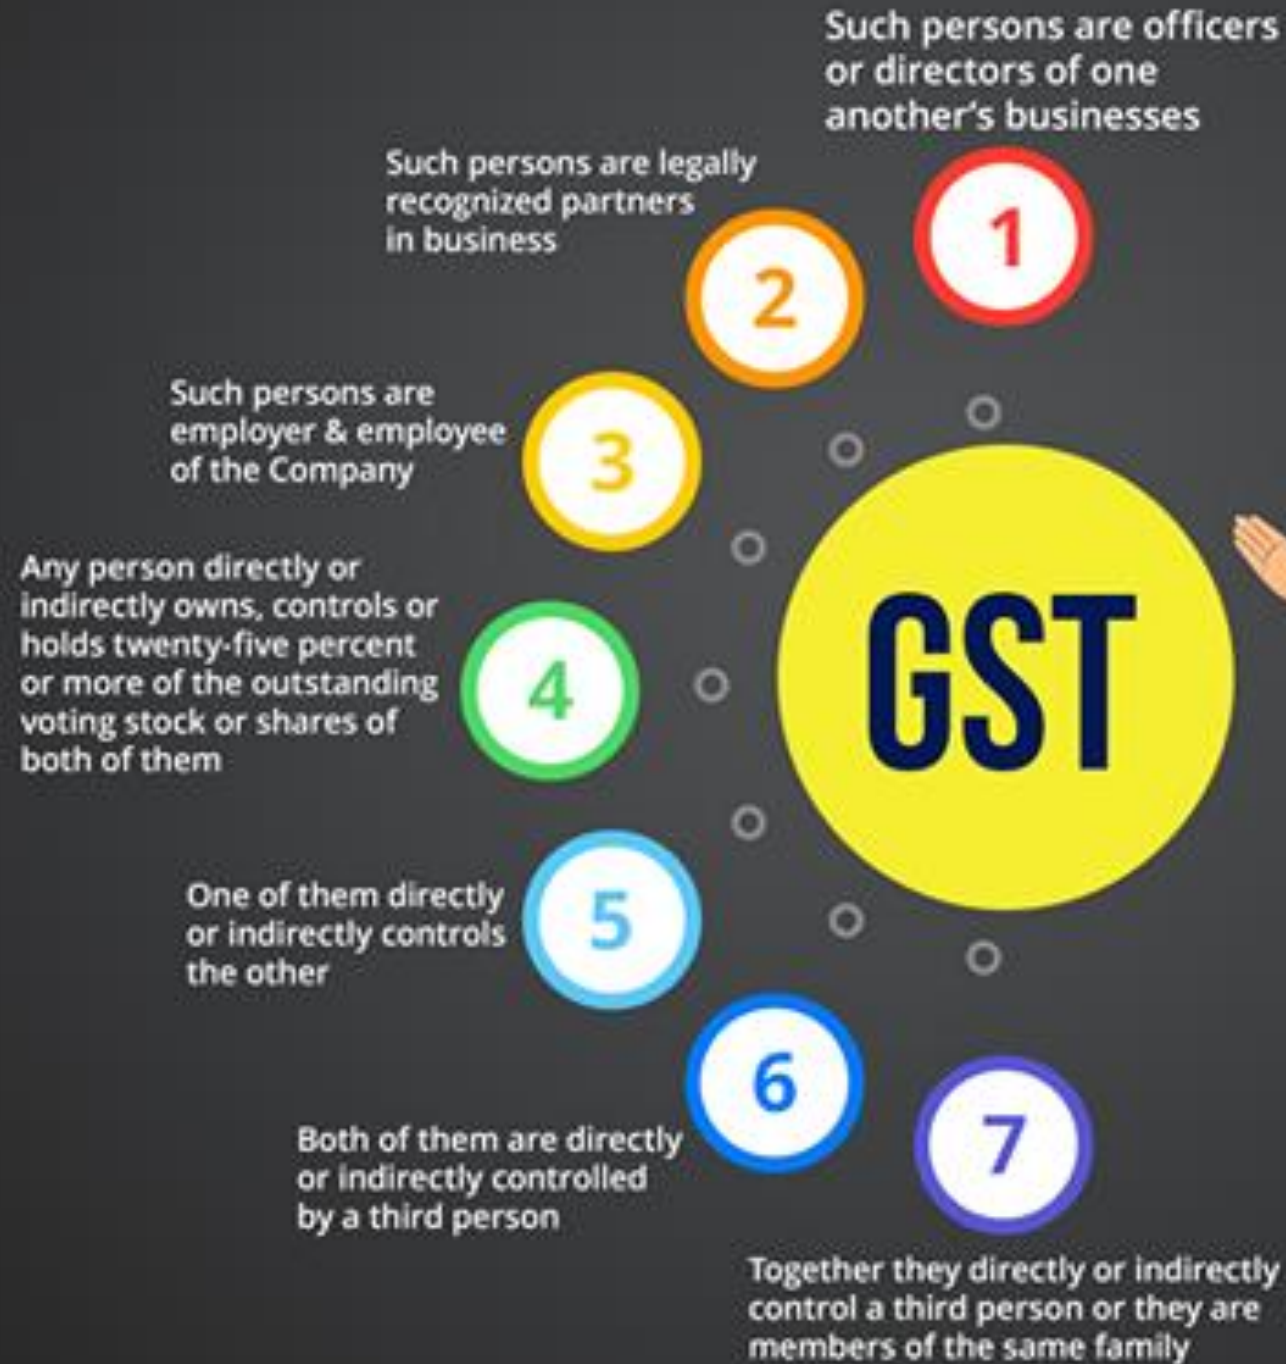 Such persons are officers
or directors of one
another's businesses
1
Such persons are legally
recognized partners
in business
2
Such persons are
employer & employee
of the Company
3
Any person directly or
indirectly owns, controls or
holds twenty-five percent
or more of the outstanding
voting stock or shares of
both of them
4
GST
One of them directly
or indirectly controls
the other
5
Both of them are directly
or indirectly controlled
by a third person
6
7
Together they directly or indirectly
control a third person or they are
members of the same family